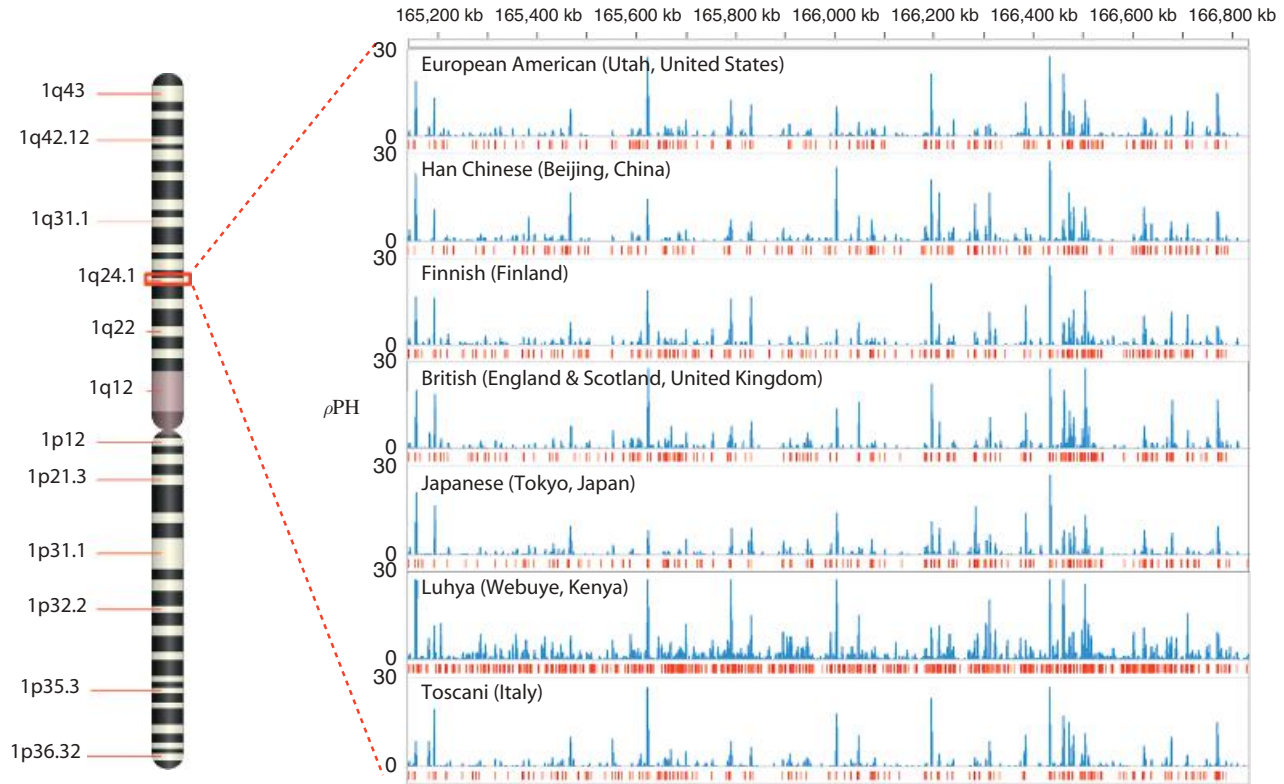 165,200 kb 165,400 kb 165,600 kb 165,800 kb 166,000 kb 166,200 kb 166,400 kb 166,600 kb 166,800 kb
1q43
1q42.12
1q31.1
1q24.1
1q22
1q12
1p12
1p21.3
1p31.1
1p32.2
1p35.3
1p36.32
ρPH
30
European American (Utah, United States)
0
30
Han Chinese (Beijing, China)
0
30
Finnish (Finland)
0
30
British (England & Scotland, United Kingdom)
0
30
Japanese (Tokyo, Japan)
0
30
Luhya (Webuye, Kenya)
0
30
Toscani (Italy)
0